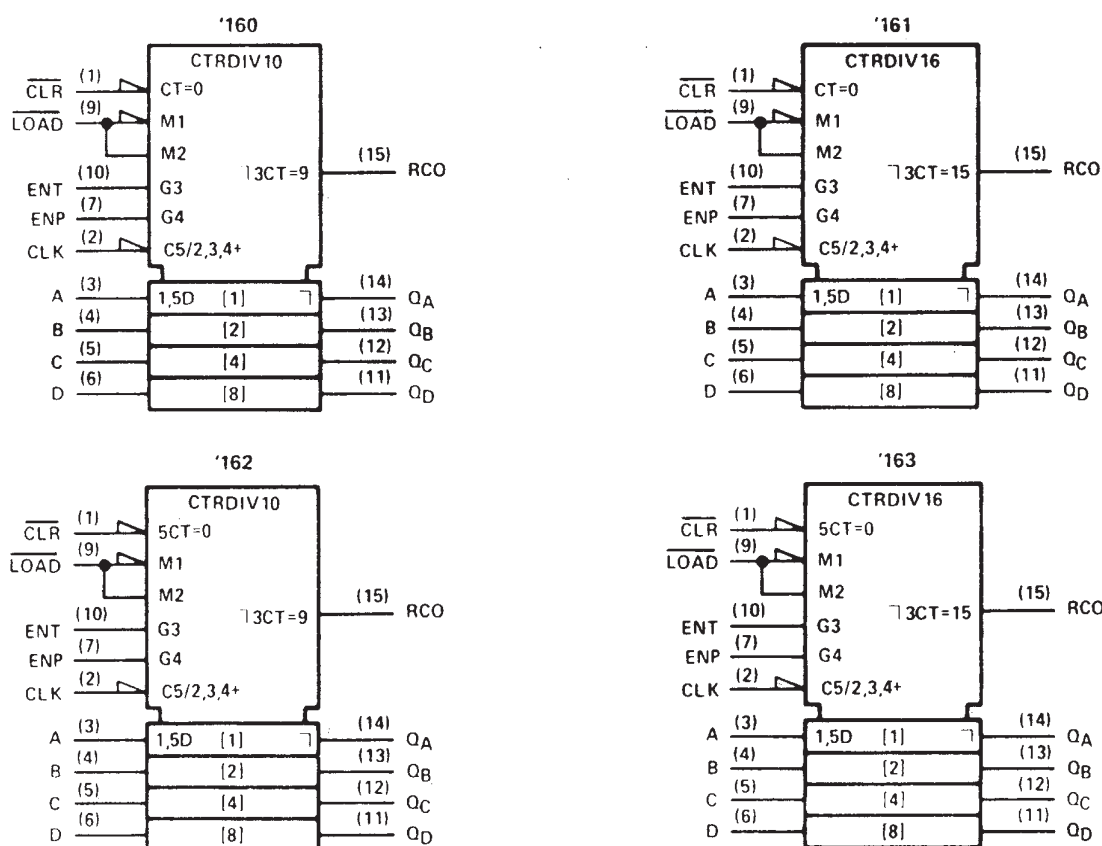 '160
CTRDIV10
CLR (1) CT=0
LOAD (9) M1
M2
ENT (10) G3
ENP (7) G4
CLK (2) C5/2,3,4+
3CT=9 (15) RCO
A (3) 1,5D [1] (14) QA
B (4) [2] (13) QB
C (5) [4] (12) QC
D (6) [8] (11) QD
'161
CTRDIV16
CLR (1) CT=0
LOAD (9) M1
M2
ENT (10) G3
ENP (7) G4
CLK (2) C5/2,3,4+
3CT=15 (15) RCO
A (3) 1,5D [1] (14) QA
B (4) [2] (13) QB
C (5) [4] (12) QC
D (6) [8] (11) QD
'162
CTRDIV10
CLR (1) 5CT=0
LOAD (9) M1
M2
ENT (10) G3
ENP (7) G4
CLK (2) C5/2,3,4+
3CT=9 (15) RCO
A (3) 1,5D [1] (14) QA
B (4) [2] (13) QB
C (5) [4] (12) QC
D (6) [8] (11) QD
'163
CTRDIV16
CLR (1) 5CT=0
LOAD (9) M1
M2
ENT (10) G3
ENP (7) G4
CLK (2) C5/2,3,4+
3CT=15 (15) RCO
A (3) 1,5D [1] (14) QA
B (4) [2] (13) QB
C (5) [4] (12) QC
D (6) [8] (11) QD